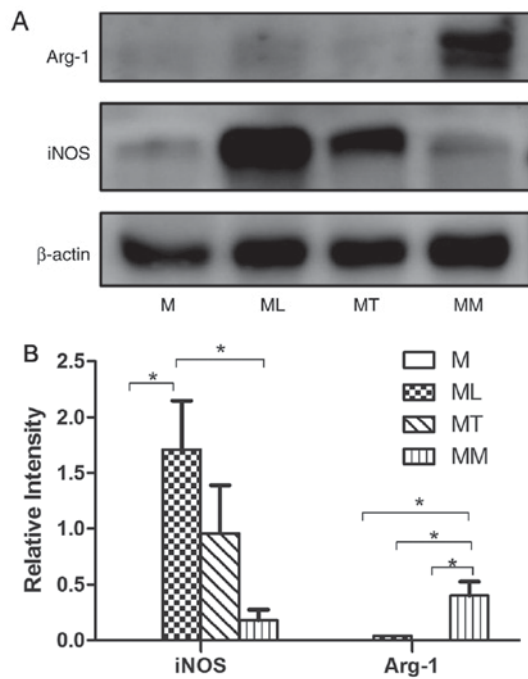 A
Arg-1
iNOS
β-actin
M ML MT MM
B
Relative Intensity
2.5
2.0
1.5
1.0
0.5
0.0
*
*
*
*
*
M
ML
MT
MM
iNOS Arg-1